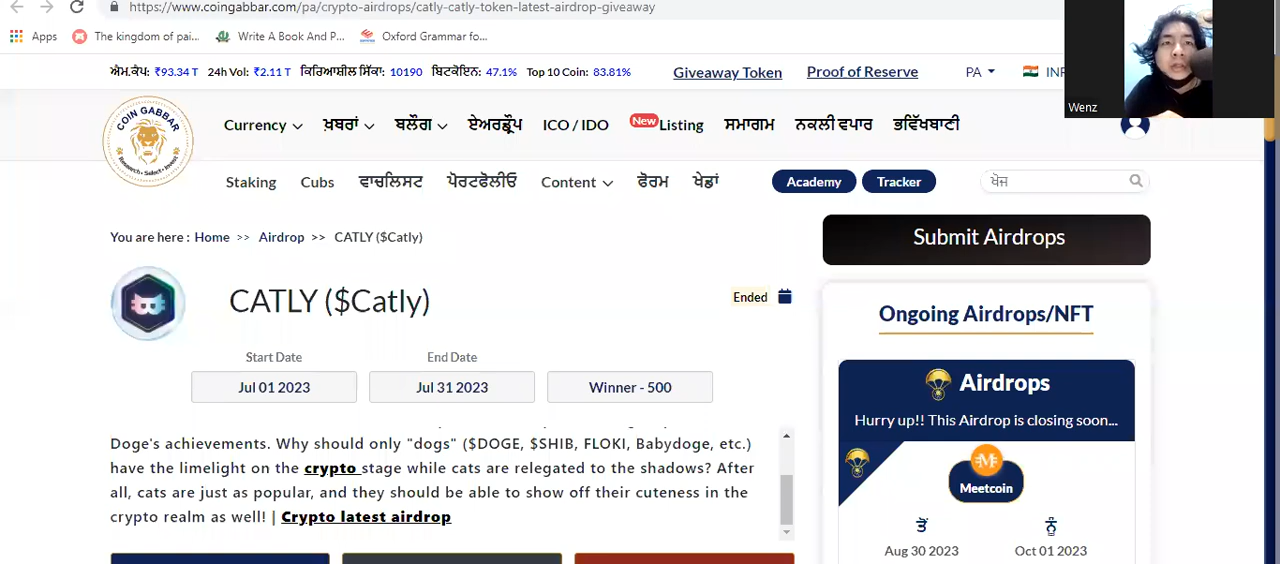 https://www.coingabbar.com/pa/crypto-airdrops/catly-catly-token-latest-airdrop-giveaway
Apps The kingdom of pai... Write A Book And P... Oxford Grammar fo...
ਐਮ.ਕੈਪ: ₹93.34 T 24h Vol: ₹2.11 T ਕਿਰਿਆਸ਼ੀਲ ਸਿੱਕਾ: 10190 ਬਿਟਕੋਇਨ: 47.1% Top 10 Coin: 83.81% Giveaway Token Proof of Reserve PA
Wenz
COIN GABBAR
Research • Select • Invest
Currency ਖ਼ਬਰਾਂ ਬਲੌਗ ਏਅਰਡ੍ਰੌਪ ICO / IDO New Listing ਸਮਾਗਮ ਨਕਲੀ ਵਪਾਰ ਭਵਿੱਖਬਾਣੀ
Staking Cubs ਵਾਚਲਿਸਟ ਪੋਰਟਫੋਲੀਓ Content ਫੋਰਮ ਖੇਡਾਂ Academy Tracker ਖੋਜ
You are here : Home >> Airdrop >> CATLY ($Catly)
Submit Airdrops
CATLY ($Catly)
Ended
Start Date End Date
Jul 01 2023 Jul 31 2023 Winner - 500
Doge's achievements. Why should only "dogs" ($DOGE, $SHIB, FLOKI, Babydoge, etc.)
have the limelight on the crypto stage while cats are relegated to the shadows? After
all, cats are just as popular, and they should be able to show off their cuteness in the
crypto realm as well! | Crypto latest airdrop
Ongoing Airdrops/NFT
Airdrops
Hurry up!! This Airdrop is closing soon...
Meetcoin
ਤੋਂ ਨੂੰ
Aug 30 2023 Oct 01 2023